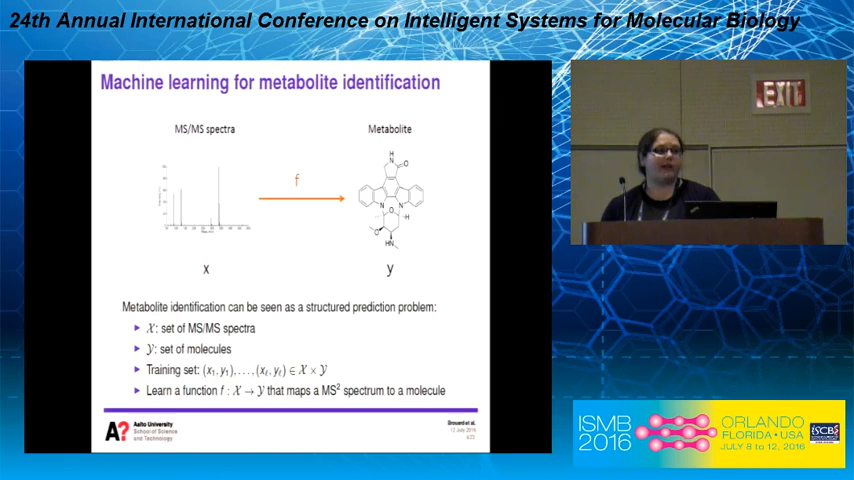 24th Annual International Conference on Intelligent Systems for Molecular Biology
Machine learning for metabolite identification
MS/MS spectra
Metabolite
f
x
y
H
N
O
N
N
O
H
O
HN
Metabolite identification can be seen as a structured prediction problem:
𝒳: set of MS/MS spectra
𝒴: set of molecules
Training set: (x₁, y₁), . . . , (xℓ, yℓ) ∈ 𝒳 × 𝒴
Learn a function f : 𝒳 → 𝒴 that maps a MS² spectrum to a molecule
A?
Aalto University
School of Science
and Technology
Brouard et al.
12 July 2016
EXIT
ISMB
2016
ORLANDO
FLORIDA • USA
JULY 8 to 12, 2016
ISCB